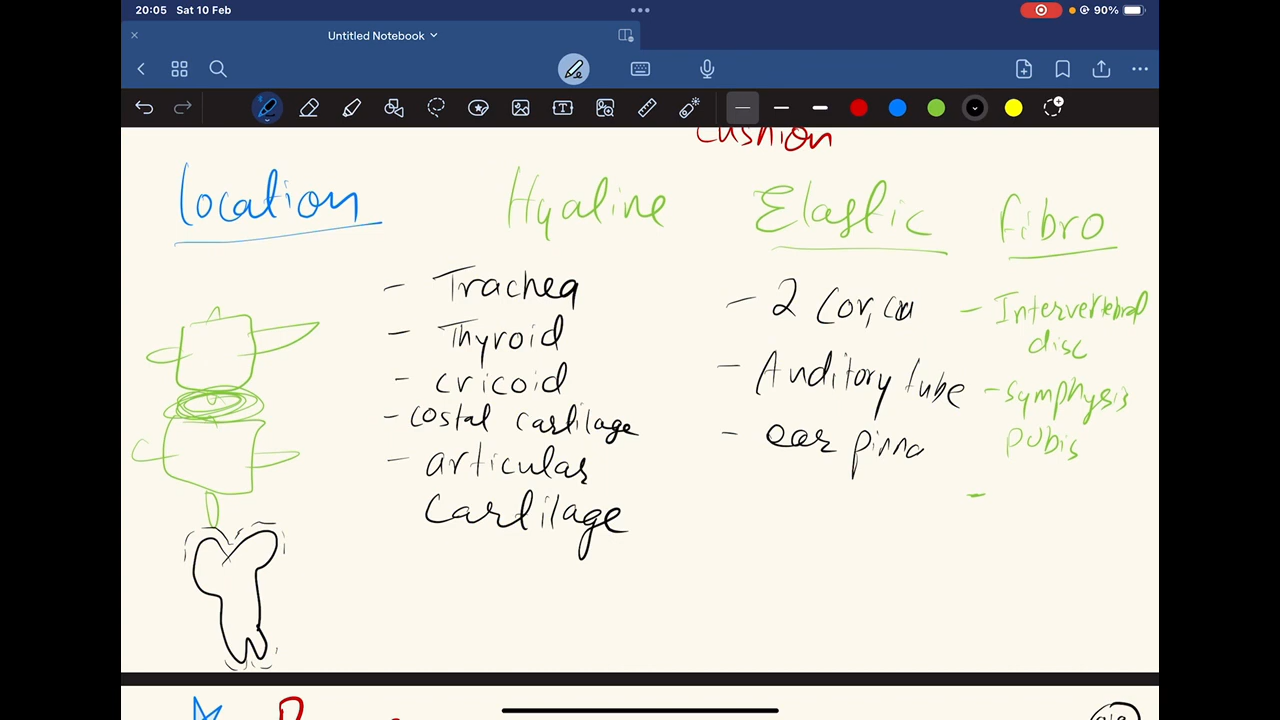 20:05 Sat 10 Feb
90%
Untitled Notebook
cushion
Location
Hyaline
Elastic
Fibro
- Trachea
- Thyroid
- cricoid
- costal cartilage
- articular
cartilage
- 2
- Auditory tube
- ear pinna
- Intervertebral
disc
- symphysis
pubis
-